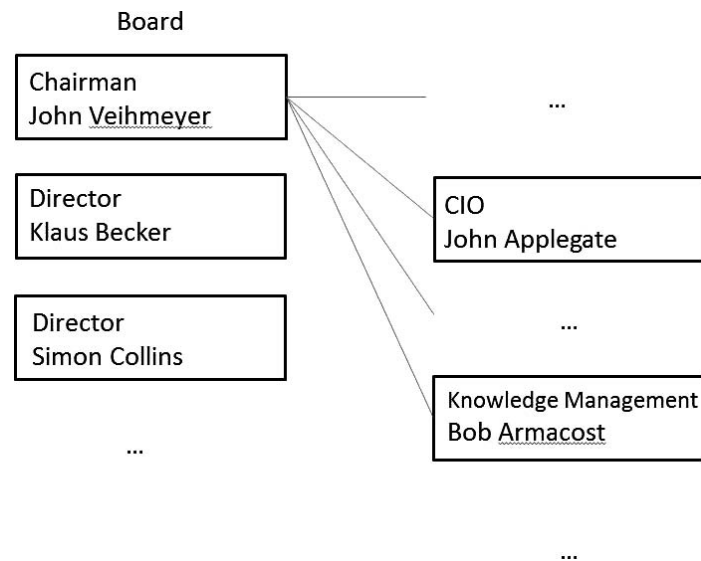 Board
Chairman
John Veihmeyer
Director
Klaus Becker
Director
Simon Collins
...
...
CIO
John Applegate
...
Knowledge Management
Bob Armacost
...